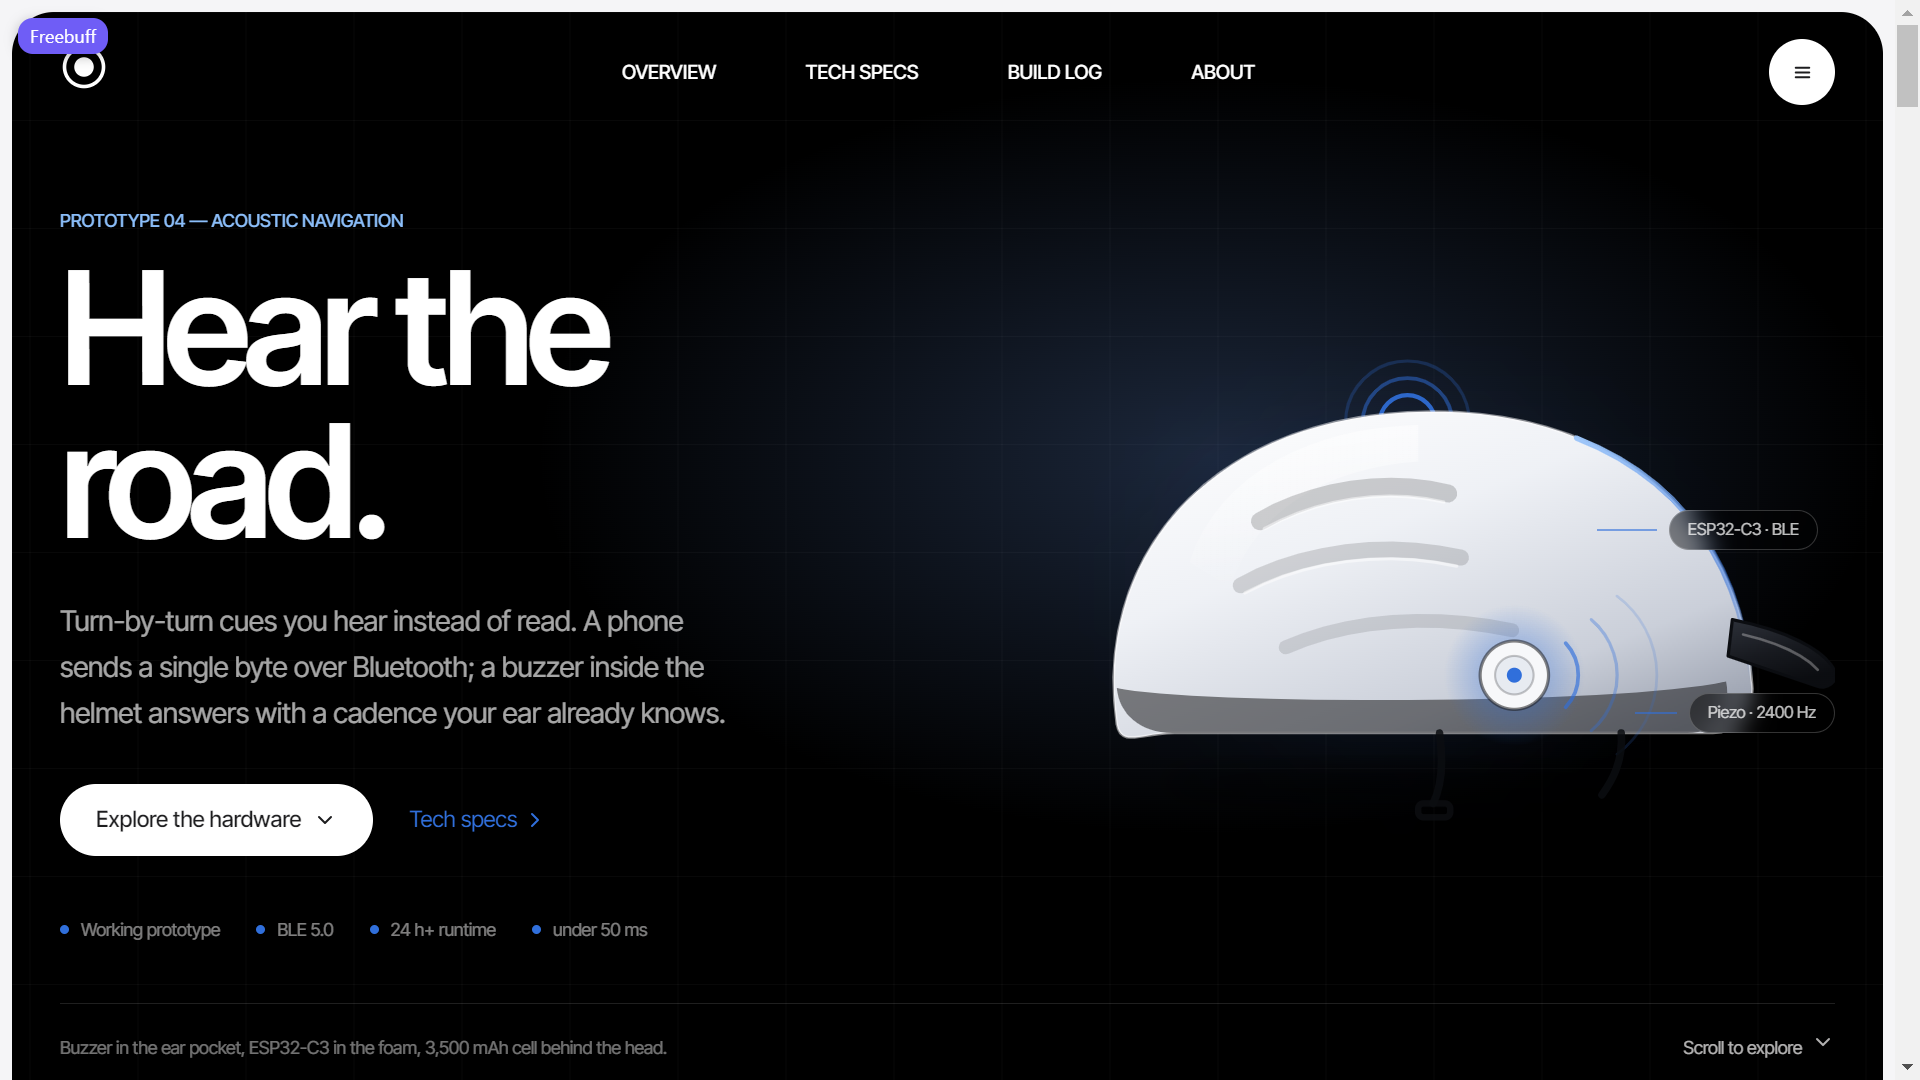 Freebuff
OVERVIEW
TECH SPECS
BUILD LOG
ABOUT
PROTOTYPE 04 — ACOUSTIC NAVIGATION
Hear the
road.
Turn-by-turn cues you hear instead of read. A phone
sends a single byte over Bluetooth; a buzzer inside the
helmet answers with a cadence your ear already knows.
Explore the hardware
Tech specs
ESP32-C3 · BLE
Piezo · 2400 Hz
Working prototype
BLE 5.0
24 h+ runtime
under 50 ms
Buzzer in the ear pocket, ESP32-C3 in the foam, 3,500 mAh cell behind the head.
Scroll to explore